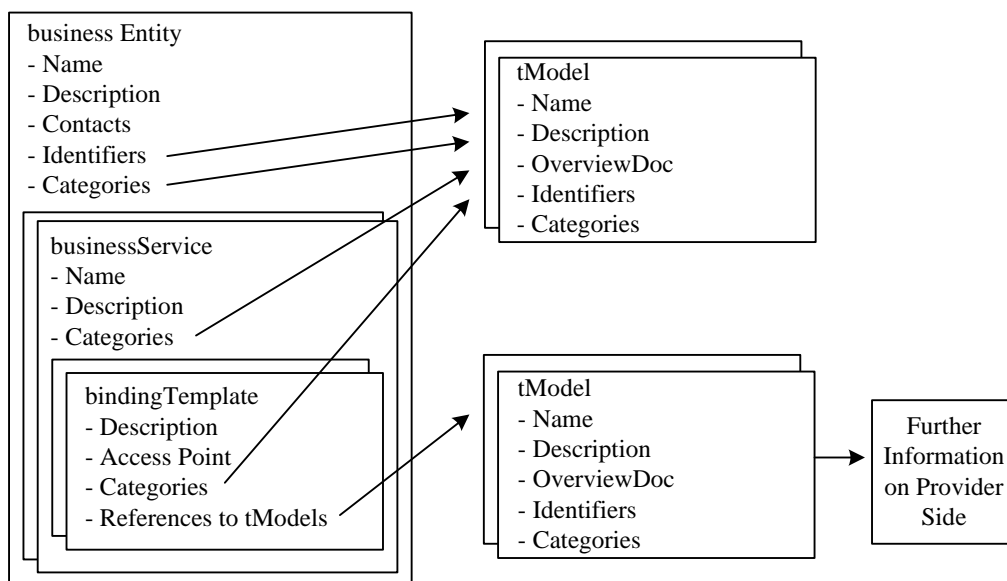 business Entity
- Name
- Description
- Contacts
- Identifiers
- Categories
businessService
- Name
- Description
- Categories
bindingTemplate
- Description
- Access Point
- Categories
- References to tModels
tModel
- Name
- Description
- OverviewDoc
- Identifiers
- Categories
tModel
- Name
- Description
- OverviewDoc
- Identifiers
- Categories
Further
Information
on Provider
Side